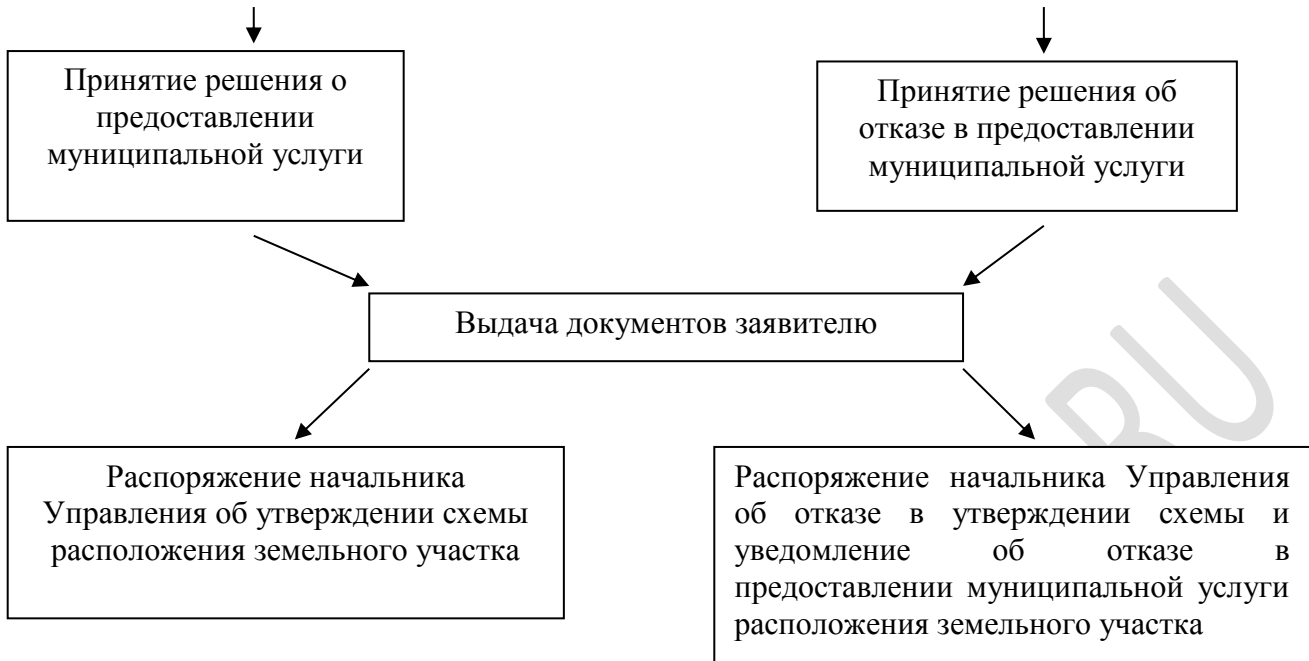 Принятие решения о
предоставлении
муниципальной услуги
Принятие решения об
отказе в предоставлении
муниципальной услуги
Выдача документов заявителю
Распоряжение начальника
Управления об утверждении схемы
расположения земельного участка
Распоряжение начальника Управления
об отказе в утверждении схемы и
уведомление об отказе в
предоставлении муниципальной услуги
расположения земельного участка
RU